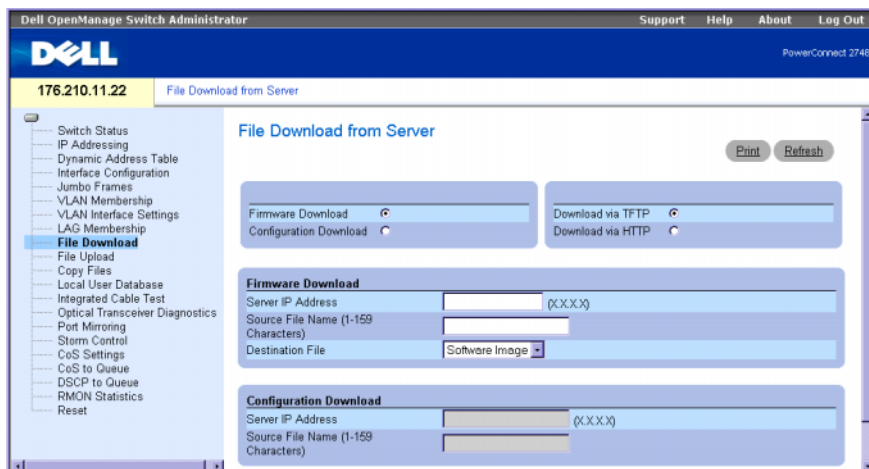 Dell OpenManage Switch Administrator
Support Help About Log Out
DELL
PowerConnect 2748
176.210.11.22
File Download from Server
Switch Status
IP Addressing
Dynamic Address Table
Interface Configuration
Jumbo Frames
VLAN Membership
VLAN Interface Settings
LAG Membership
File Download
File Upload
Copy Files
Local User Database
Integrated Cable Test
Optical Transceiver Diagnostics
Port Mirroring
Storm Control
CoS Settings
CoS to Queue
DSCP to Queue
RMON Statistics
Reset
File Download from Server
Print Refresh
Firmware Download
Configuration Download
Download via TFTP
Download via HTTP
Firmware Download
Server IP Address (X.X.X.X)
Source File Name (1-159
Characters)
Destination File Software Image
Configuration Download
Server IP Address (X.X.X.X)
Source File Name (1-159
Characters)